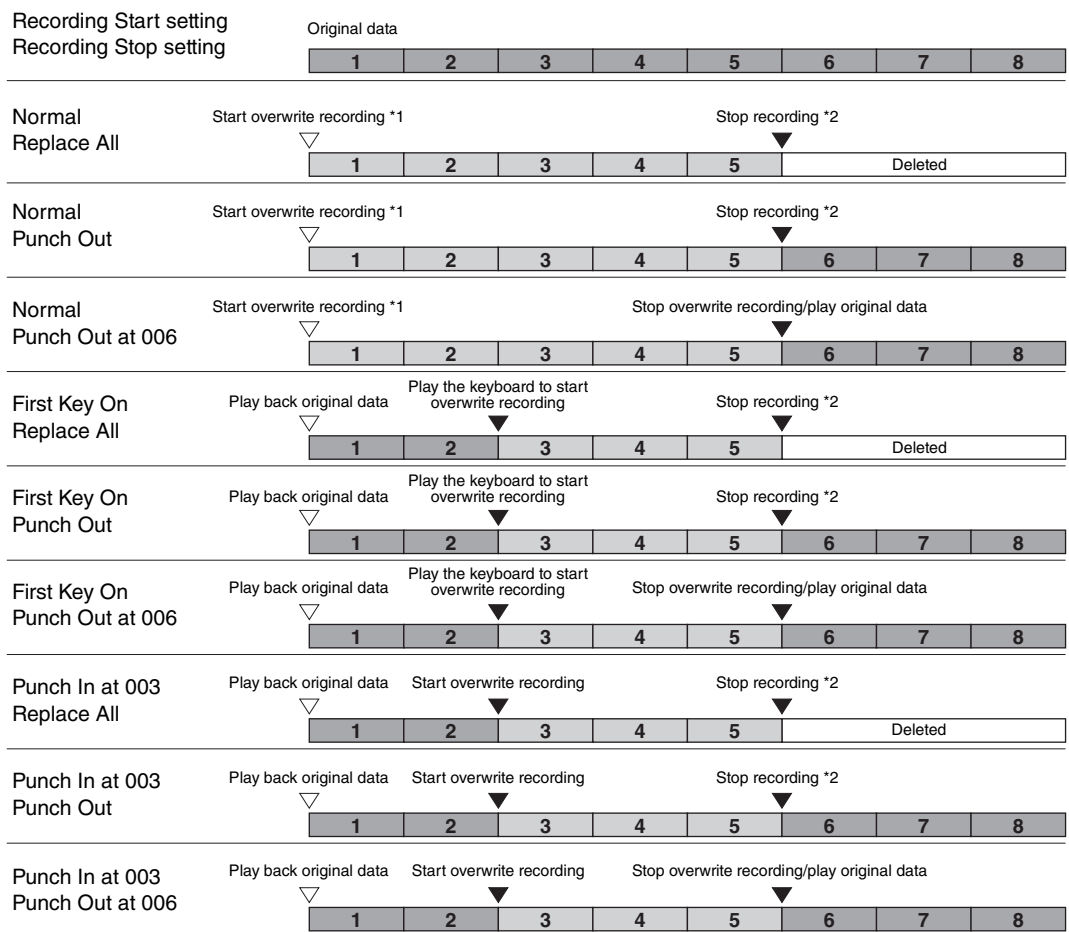 Recording Start setting
Recording Stop setting
Original data
1 2 3 4 5 6 7 8
Normal
Replace All
Start overwrite recording *1
Stop recording *2
1 2 3 4 5 Deleted
Normal
Punch Out
Start overwrite recording *1
Stop recording *2
1 2 3 4 5 6 7 8
Normal
Punch Out at 006
Start overwrite recording *1
Stop overwrite recording/play original data
1 2 3 4 5 6 7 8
First Key On
Replace All
Play back original data
Play the keyboard to start
overwrite recording
Stop recording *2
1 2 3 4 5 Deleted
First Key On
Punch Out
Play back original data
Play the keyboard to start
overwrite recording
Stop recording *2
1 2 3 4 5 6 7 8
First Key On
Punch Out at 006
Play back original data
Play the keyboard to start
overwrite recording
Stop overwrite recording/play original data
1 2 3 4 5 6 7 8
Punch In at 003
Replace All
Play back original data
Start overwrite recording
Stop recording *2
1 2 3 4 5 Deleted
Punch In at 003
Punch Out
Play back original data
Start overwrite recording
Stop recording *2
1 2 3 4 5 6 7 8
Punch In at 003
Punch Out at 006
Play back original data
Start overwrite recording
Stop overwrite recording/play original data
1 2 3 4 5 6 7 8